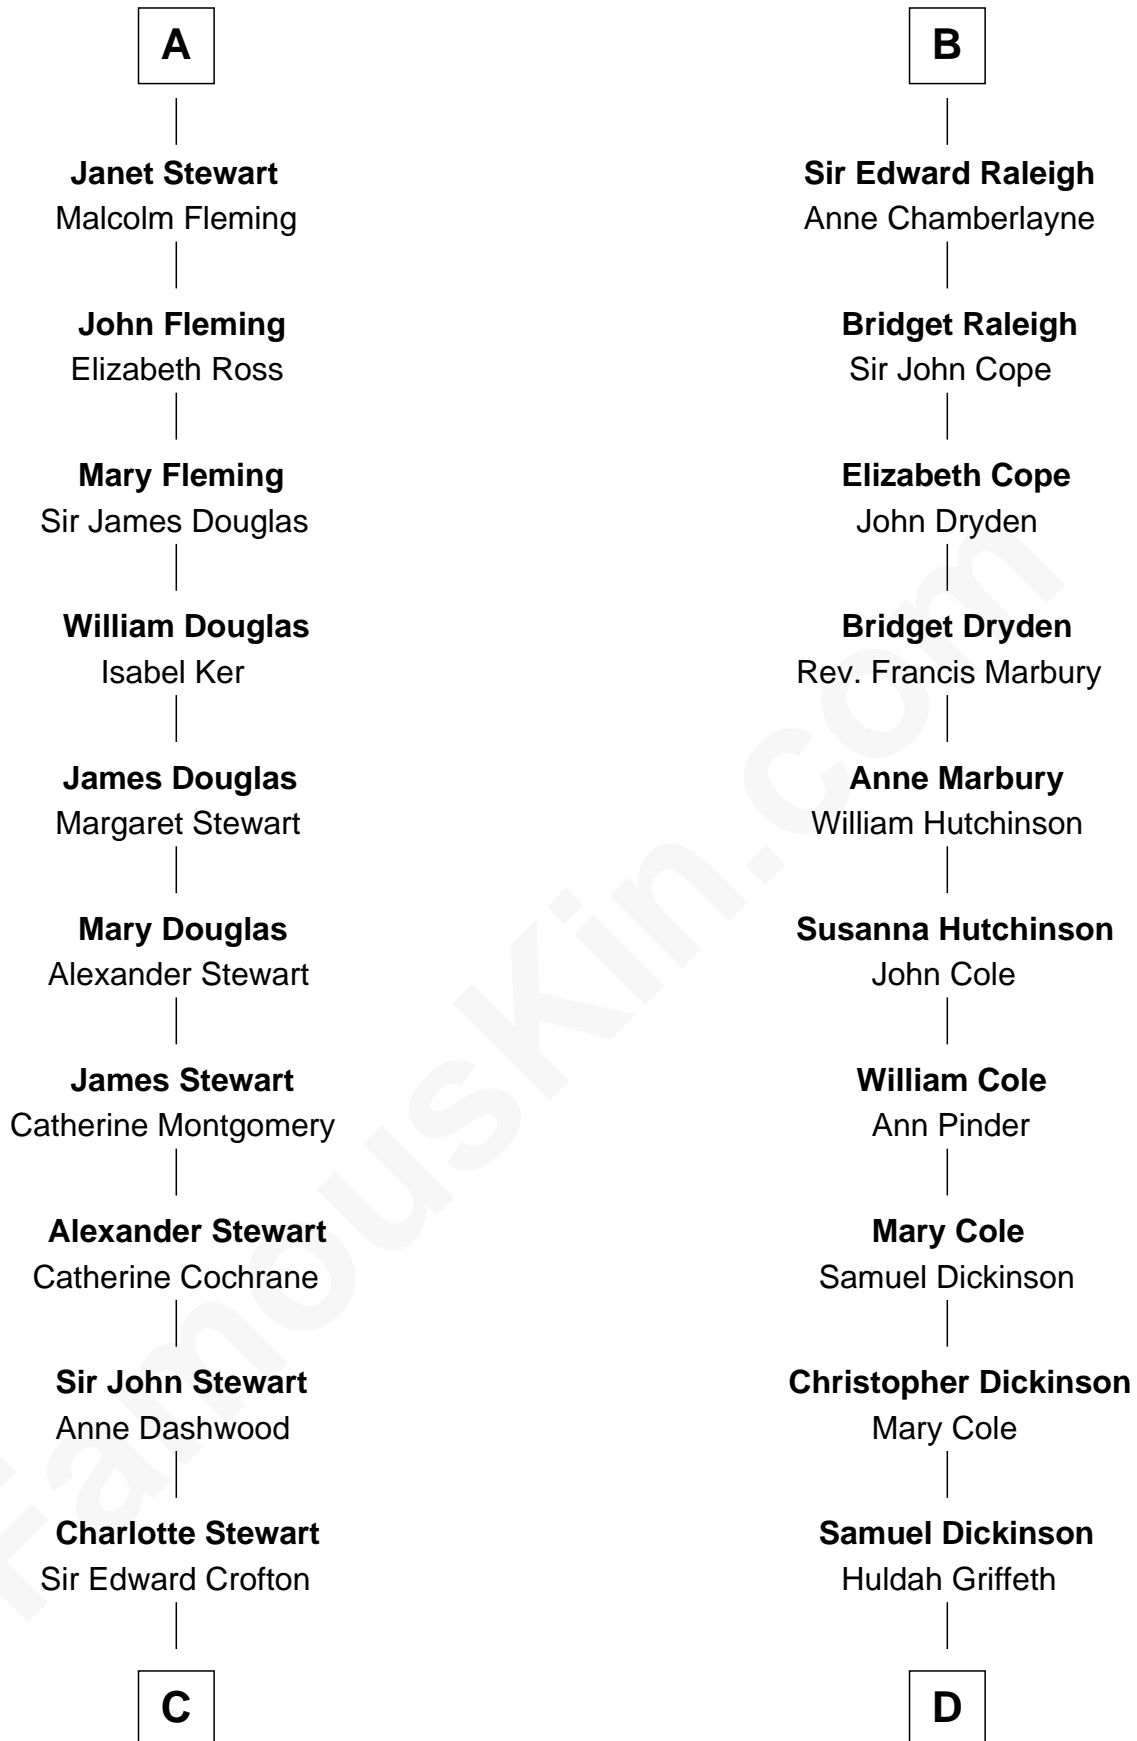 A
Janet Stewart
Malcolm Fleming
John Fleming
Elizabeth Ross
Mary Fleming
Sir James Douglas
William Douglas
Isabel Ker
James Douglas
Margaret Stewart
Mary Douglas
Alexander Stewart
James Stewart
Catherine Montgomery
Alexander Stewart
Catherine Cochrane
Sir John Stewart
Anne Dashwood
Charlotte Stewart
Sir Edward Crofton
C
B
Sir Edward Raleigh
Anne Chamberlayne
Bridget Raleigh
Sir John Cope
Elizabeth Cope
John Dryden
Bridget Dryden
Rev. Francis Marbury
Anne Marbury
William Hutchinson
Susanna Hutchinson
John Cole
William Cole
Ann Pinder
Mary Cole
Samuel Dickinson
Christopher Dickinson
Mary Cole
Samuel Dickinson
Huldah Griffeth
D
FamousKin.com